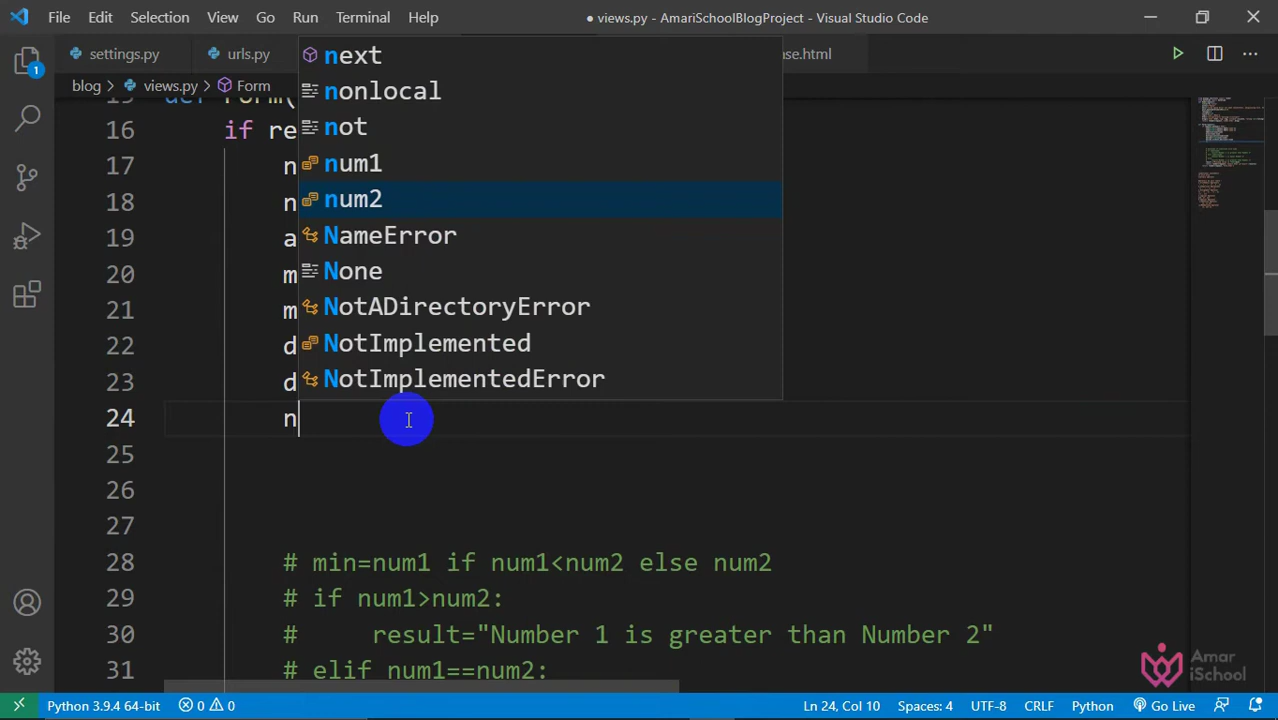 File Edit Selection View Go Run Terminal Help ● views.py - AmariSchoolBlogProject - Visual Studio Code
settings.py urls.py se.html
1
blog > views.py > Form
next
nonlocal
not
num1
num2
NameError
None
NotADirectoryError
NotImplemented
NotImplementedError
16 if re
17 n
18 n
19 a
20 m
21 m
22 d
23 d
24 n
25
26
27
28 # min=num1 if num1<num2 else num2
29 # if num1>num2:
30 # result="Number 1 is greater than Number 2"
31 # elif num1==num2:
Amar
iSchool
Python 3.9.4 64-bit 0 0 Ln 24, Col 10 Spaces: 4 UTF-8 CRLF Python Go Live